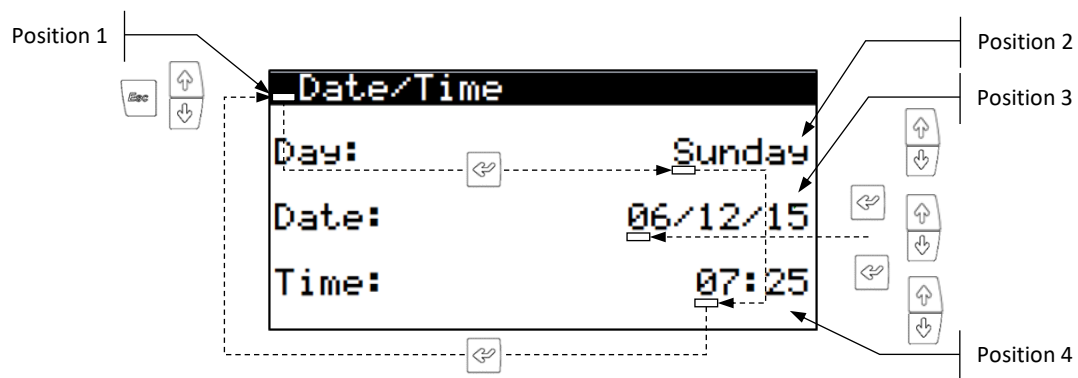 Position 1
Position 2
Position 3
Esc
Date/Time
Day: Sunday
Date: 06/12/15
Time: 07:25
Position 4